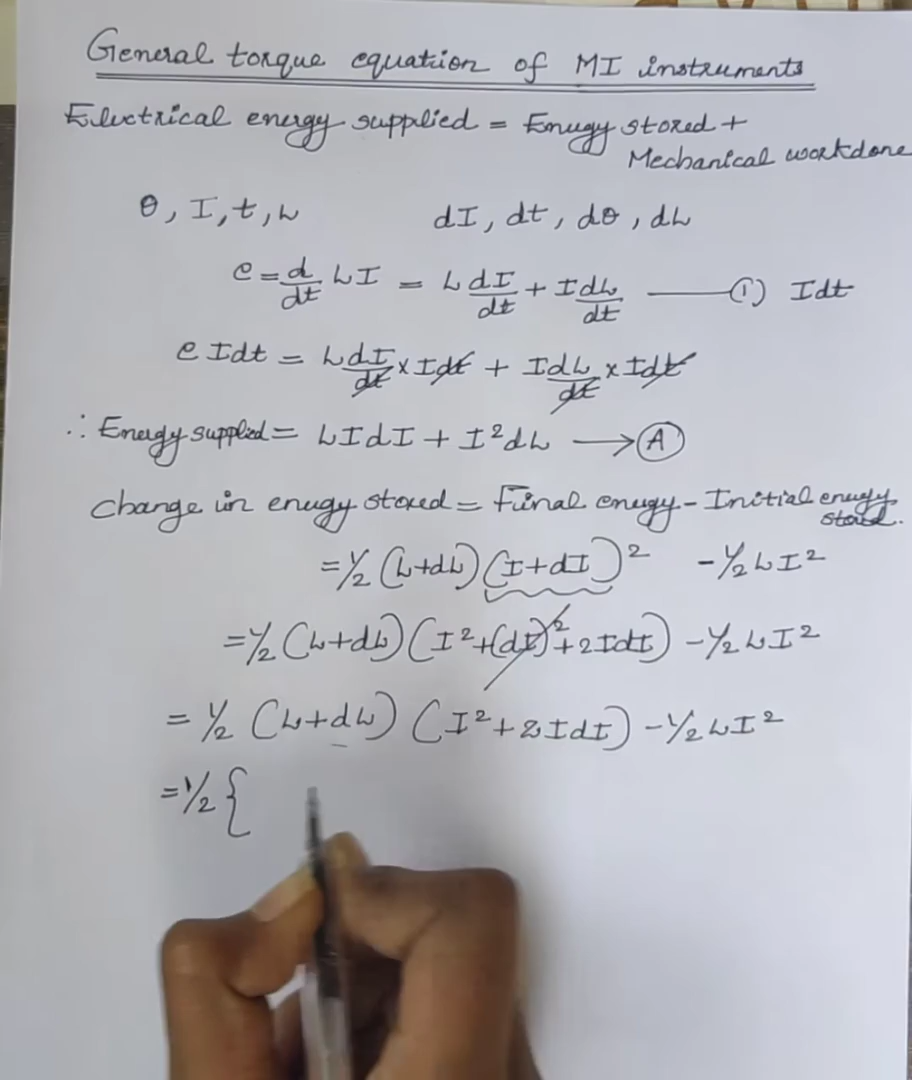 General torque equation of MI instruments
Electrical energy supplied = Energy stored +
Mechanical workdone
θ, I, t, L dI, dt, dθ, dL
e = d/dt LI = L dI/dt + I dL/dt ——— (1) Idt
e Idt = L dI/dt × Idt + I dL/dt × Idt
∴ Energy supplied = LIdI + I²dL → (A)
Change in energy stored = Final energy - Initial energy
stored.
= 1/2 (L+dL) (I+dI)² - 1/2 LI²
= 1/2 (L+dL) (I² + (dI)² + 2IdI) - 1/2 LI²
= 1/2 (L+dL) (I² + 2IdI) - 1/2 LI²
= 1/2 {